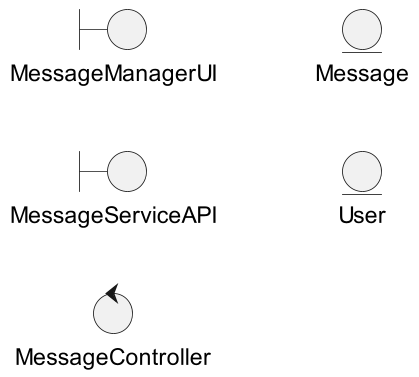 MessageManagerUI
Message
MessageServiceAPI
User
MessageController